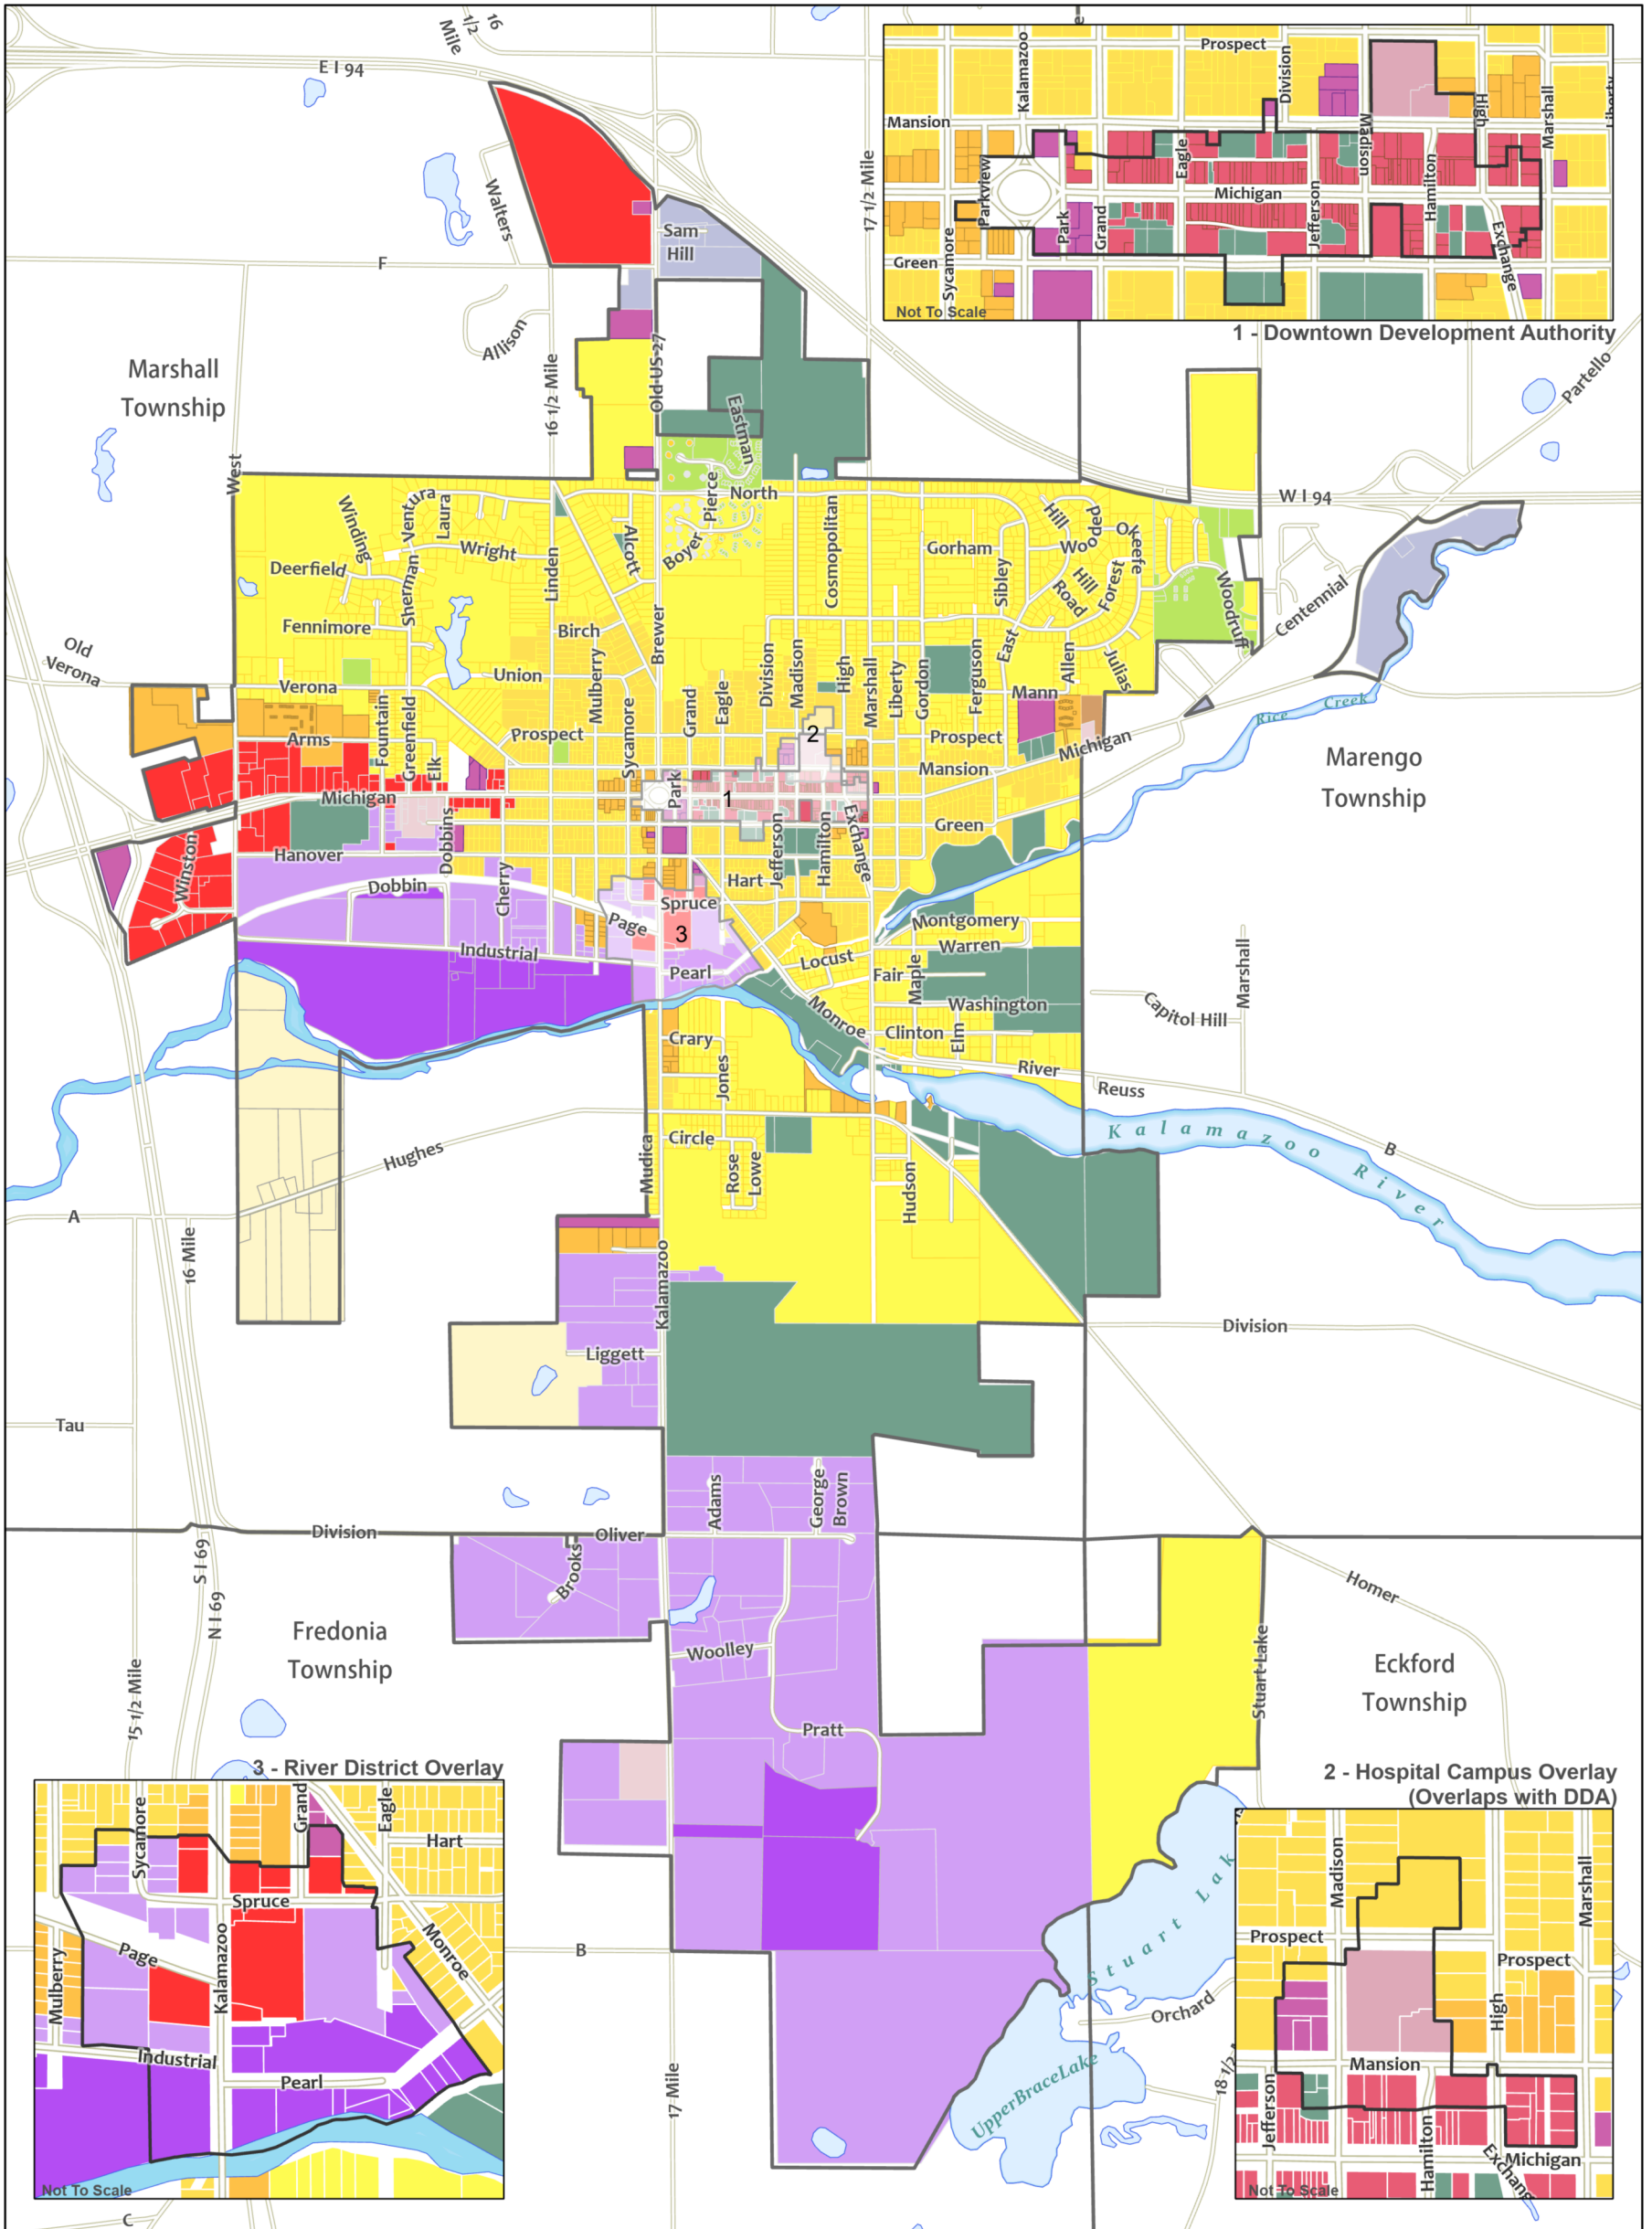 16
1/2
Mile
E I 94
Walters
Sam
Hill
F
Allison
16 1/2 Mile
Old US 27
17 1/2 Mile
Marshall
Township
Kalamazoo
Prospect
Division
Mansion
Parkview
Park
Grand
Eagle
Michigan
Jefferson
Madison
Hamilton
High
Marshall
Liberty
Exchange
Green
Sycamore
Not To Scale
1 - Downtown Development Authority
Partello
W I 94
West
Eastman
North
Pierce
Boyer
Winding
Ventura
Laura
Wright
Alcott
Deerfield
Sherman
Linden
Cosmopolitan
Gorham
Sibley
Hill
Wooded
OKeefe
Hill
Road
Forest
Woodruff
Centennial
Fennimore
Birch
Brewer
Old
Verona
Verona
Union
Mulberry
Sycamore
Grand
Eagle
Division
Madison
High
Marshall
Liberty
Gordon
Ferguson
East
Allen
Julias
Mann
Arms
Fountain
Greenfield
Elk
Prospect
2
Prospect
Michigan
Rice Creek
Mansion
Park
1
Michigan
Marengo
Township
Winston
Hanover
Dobbins
Green
Jefferson
Hamilton
Exchange
Dobbin
Cherry
Hart
Spruce
Page
3
Montgomery
Warren
Industrial
Pearl
Locust
Fair
Maple
Washington
Marshall
Monroe
Clinton
Elm
Capitol Hill
Crary
Jones
River
Reuss
Kalamazoo River
B
Circle
Hughes
Mudica
Rose
Lowe
Hudson
A
16 Mile
Kalamazoo
Division
Liggett
Tau
Adams
George
Brown
Division
Oliver
Brooks
S I 69
N I 69
Homer
Fredonia
Township
Woolley
Stuart Lake
Eckford
Township
15 1/2 Mile
Pratt
3 - River District Overlay
2 - Hospital Campus Overlay
(Overlaps with DDA)
Sycamore
Grand
Eagle
Hart
Spruce
Page
Kalamazoo
Monroe
Mulberry
Industrial
Pearl
Not To Scale
B
Stuart Lak
Orchard
UpperBraceLake
17 Mile
18 1/2
C
Madison
Marshall
Prospect
Prospect
High
Mansion
Jefferson
Hamilton
Michigan
Not To Scale